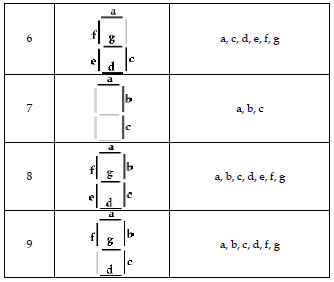 a
f g
6 a, c, d, e, f, g
e d c
a
b
7 a, b, c
c
a
f g b
8 a, b, c, d, e, f, g
e d c
a
f g b
9 a, b, c, d, f, g
d c